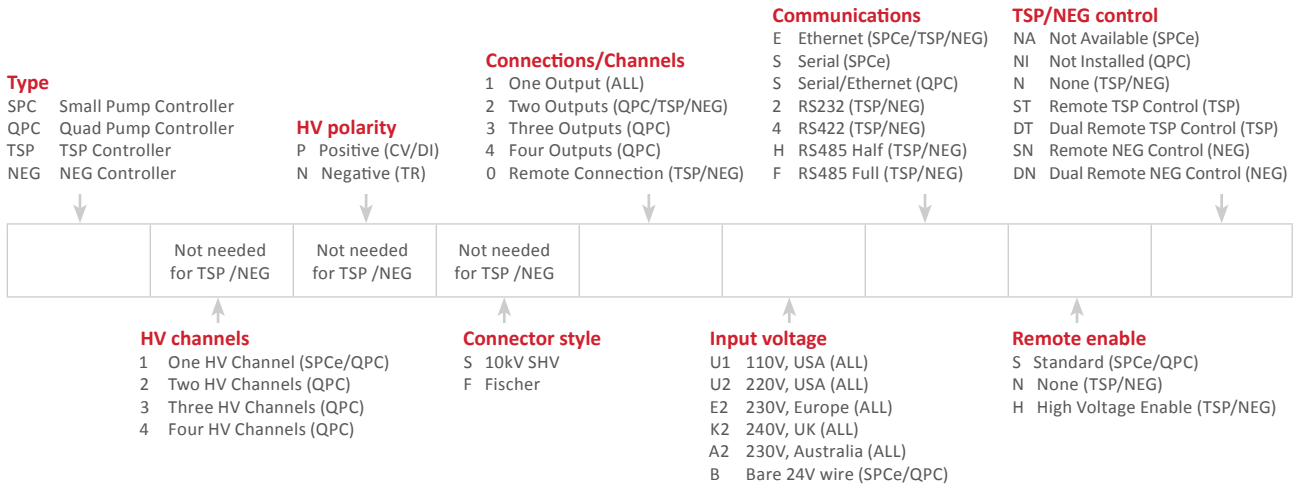 Type
SPC Small Pump Controller
QPC Quad Pump Controller
TSP TSP Controller
NEG NEG Controller
HV polarity
P Positive (CV/DI)
N Negative (TR)
Connections/Channels
1 One Output (ALL)
2 Two Outputs (QPC/TSP/NEG)
3 Three Outputs (QPC)
4 Four Outputs (QPC)
0 Remote Connection (TSP/NEG)
Communications
E Ethernet (SPCe/TSP/NEG)
S Serial (SPCe)
S Serial/Ethernet (QPC)
2 RS232 (TSP/NEG)
4 RS422 (TSP/NEG)
H RS485 Half (TSP/NEG)
F RS485 Full (TSP/NEG)
TSP/NEG control
NA Not Available (SPCe)
NI Not Installed (QPC)
N None (TSP/NEG)
ST Remote TSP Control (TSP)
DT Dual Remote TSP Control (TSP)
SN Remote NEG Control (NEG)
DN Dual Remote NEG Control (NEG)
Not needed
for TSP /NEG
Not needed
for TSP /NEG
Not needed
for TSP /NEG
HV channels
1 One HV Channel (SPCe/QPC)
2 Two HV Channels (QPC)
3 Three HV Channels (QPC)
4 Four HV Channels (QPC)
Connector style
S 10kV SHV
F Fischer
Input voltage
U1 110V, USA (ALL)
U2 220V, USA (ALL)
E2 230V, Europe (ALL)
K2 240V, UK (ALL)
A2 230V, Australia (ALL)
B Bare 24V wire (SPCe/QPC)
Remote enable
S Standard (SPCe/QPC)
N None (TSP/NEG)
H High Voltage Enable (TSP/NEG)